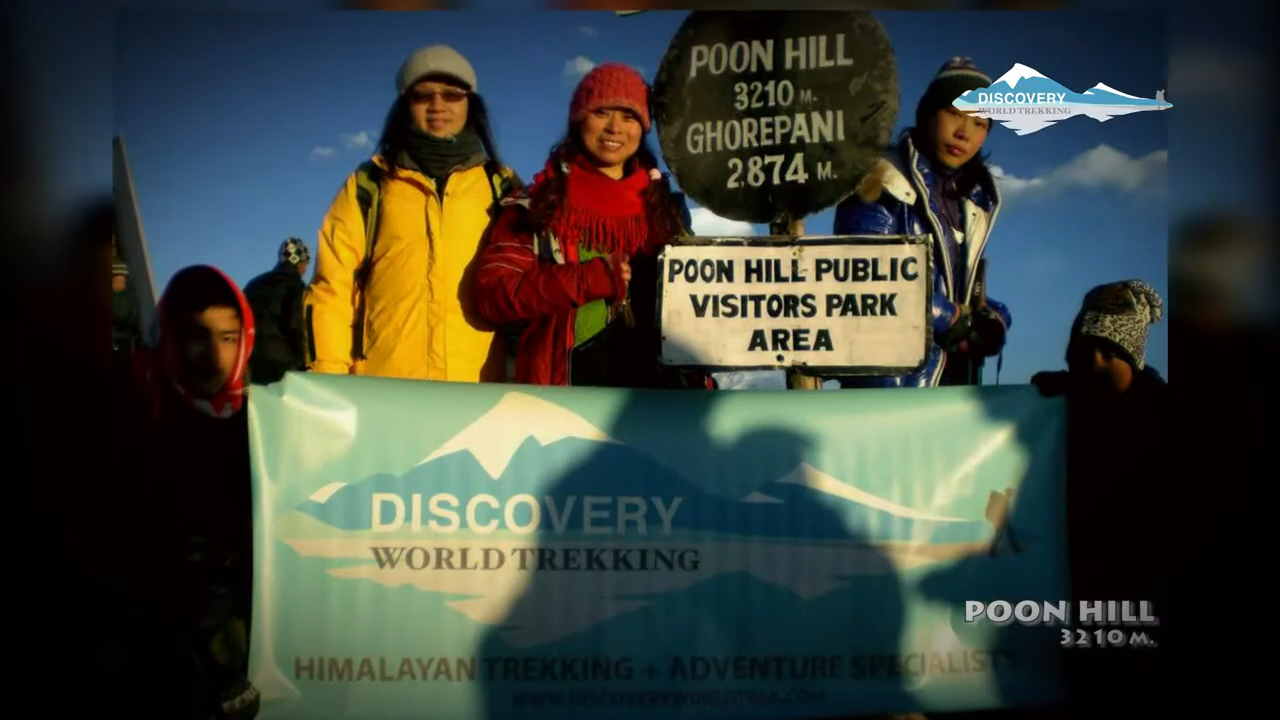 POON HILL
3210 M.
GHOREPANI
2874 M.
DISCOVERY
WORLD TREKKING
POON HILL PUBLIC
VISITORS PARK
AREA
DISCOVERY
WORLD TREKKING
POON HILL
3210 M.
HIMALAYAN TREKKING + ADVENTURE SPECIALISTS